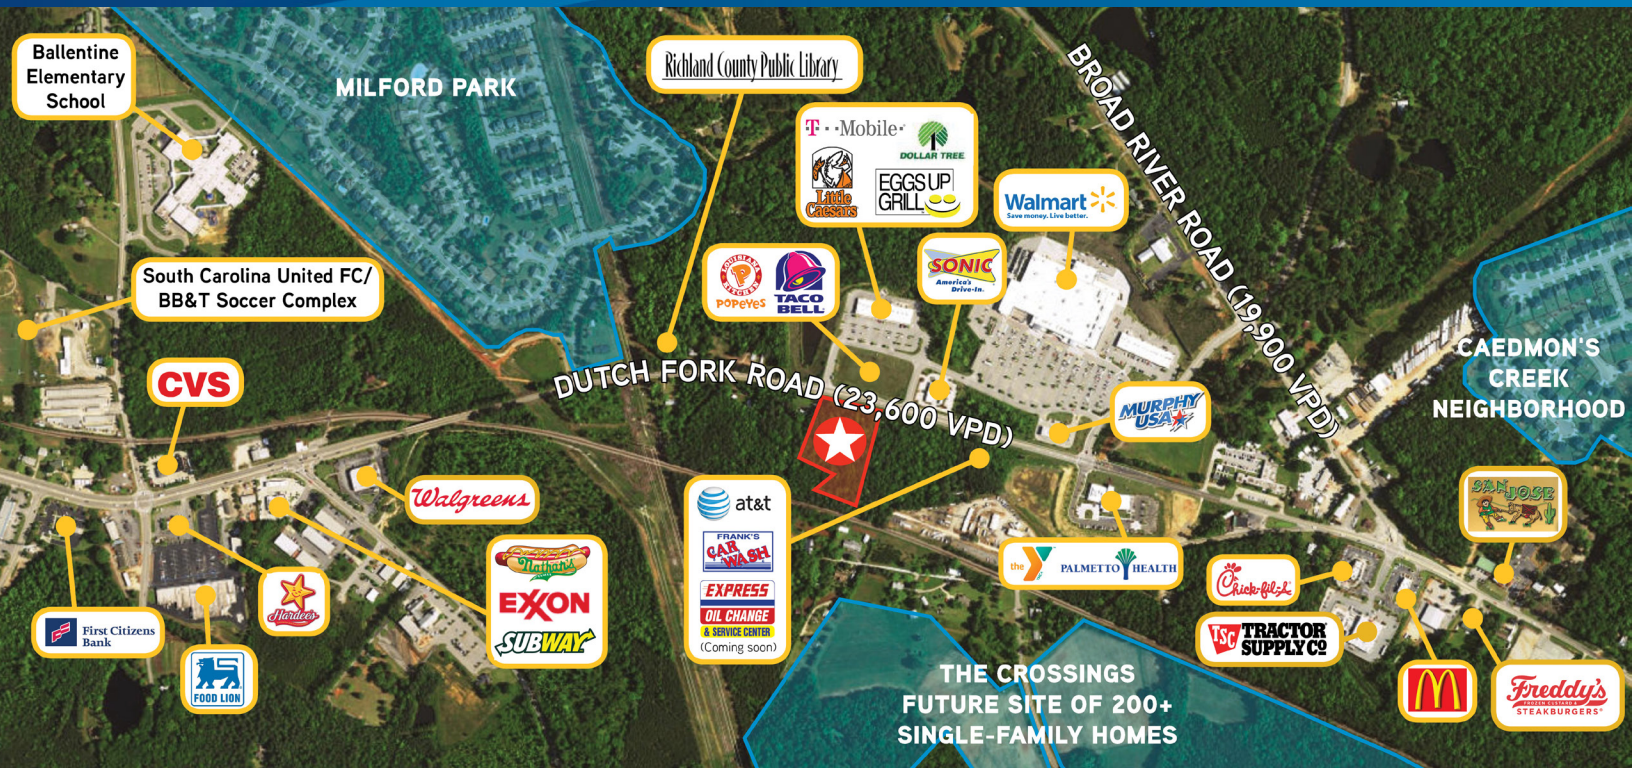 Ballentine
Elementary
School
MILFORD PARK
Richland County Public Library
T··Mobile·
DOLLAR TREE
Little
Caesars
EGGS UP
GRILL
Walmart
Save money. Live better.
BROAD RIVER ROAD (19,900 VPD)
South Carolina United FC/
BB&T Soccer Complex
LOUISIANA
KITCHEN
POPEYES
TACO
BELL
SONIC
America's
Drive-In.
CVS
DUTCH FORK ROAD (23,600 VPD)
MURPHY
USA
CAEDMON'S
CREEK
NEIGHBORHOOD
Walgreens
at&t
FRANK'S
CAR
WASH
EXPRESS
OIL CHANGE
& SERVICE CENTER
(Coming soon)
SAN JOSE
the Y
PALMETTO HEALTH
Nathan's
EXXON
SUBWAY
Chick-fil-A
First Citizens
Bank
Hardee's
FOOD LION
TSC TRACTOR
SUPPLY CO
THE CROSSINGS
FUTURE SITE OF 200+
SINGLE-FAMILY HOMES
M
Freddy's
FROZEN CUSTARD &
STEAKBURGERS